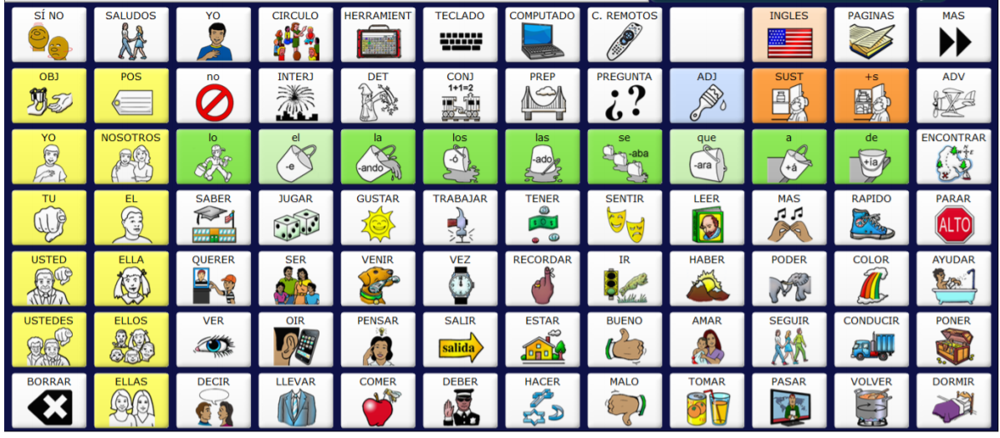 SÍ NO SALUDOS YO CIRCULO HERRAMIENT TECLADO COMPUTADO C. REMOTOS INGLES PAGINAS MAS
OBJ POS no INTERJ DET CONJ PREP PREGUNTA ADJ SUST +s ADV
1+1=2
¿?
YO NOSOTROS lo el la los las se que a de ENCONTRAR
-e -ando -ó -ado -aba -ara +á +ía N E
TU EL SABER JUGAR GUSTAR TRABAJAR TENER SENTIR LEER MAS RAPIDO PARAR
ALTO
USTED ELLA QUERER SER VENIR VEZ RECORDAR IR HABER PODER COLOR AYUDAR
USTEDES ELLOS VER OIR PENSAR SALIR ESTAR BUENO AMAR SEGUIR CONDUCIR PONER
salida
BORRAR ELLAS DECIR LLEVAR COMER DEBER HACER MALO TOMAR PASAR VOLVER DORMIR